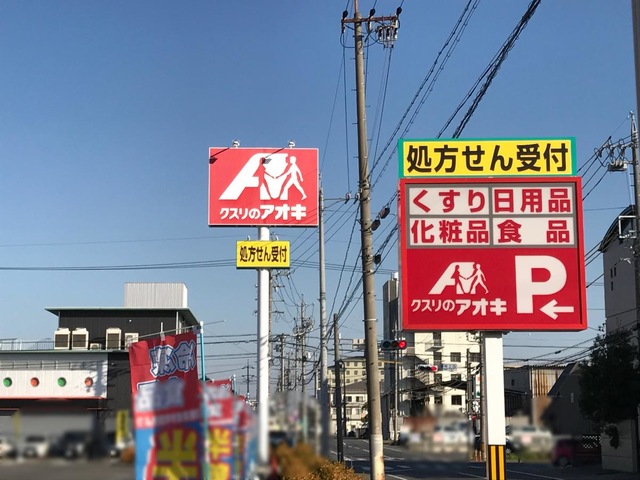 クスリのアオキ
処方せん受付
処方せん受付
くすり 日用品
化粧品 食品
クスリのアオキ
P
米